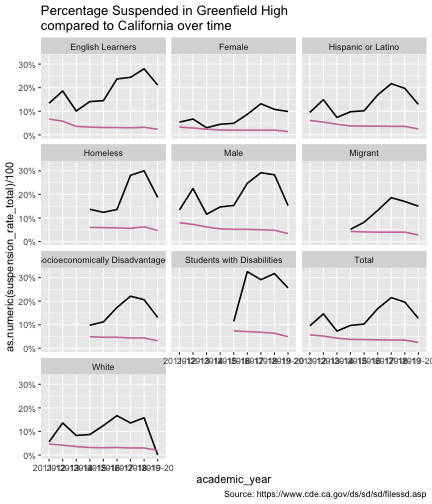 Percentage Suspended in Greenfield High
compared to California over time
English Learners Female Hispanic or Latino
30%
20%
10%
0%
Homeless Male Migrant
30%
20%
10%
0%
Socioeconomically Disadvantage Students with Disabilities Total
30%
20%
10%
0%
White
30%
20%
10%
0%
as.numeric(suspension_rate_total)/100
academic_year
Source: https://www.cde.ca.gov/ds/sd/sd/filessd.asp